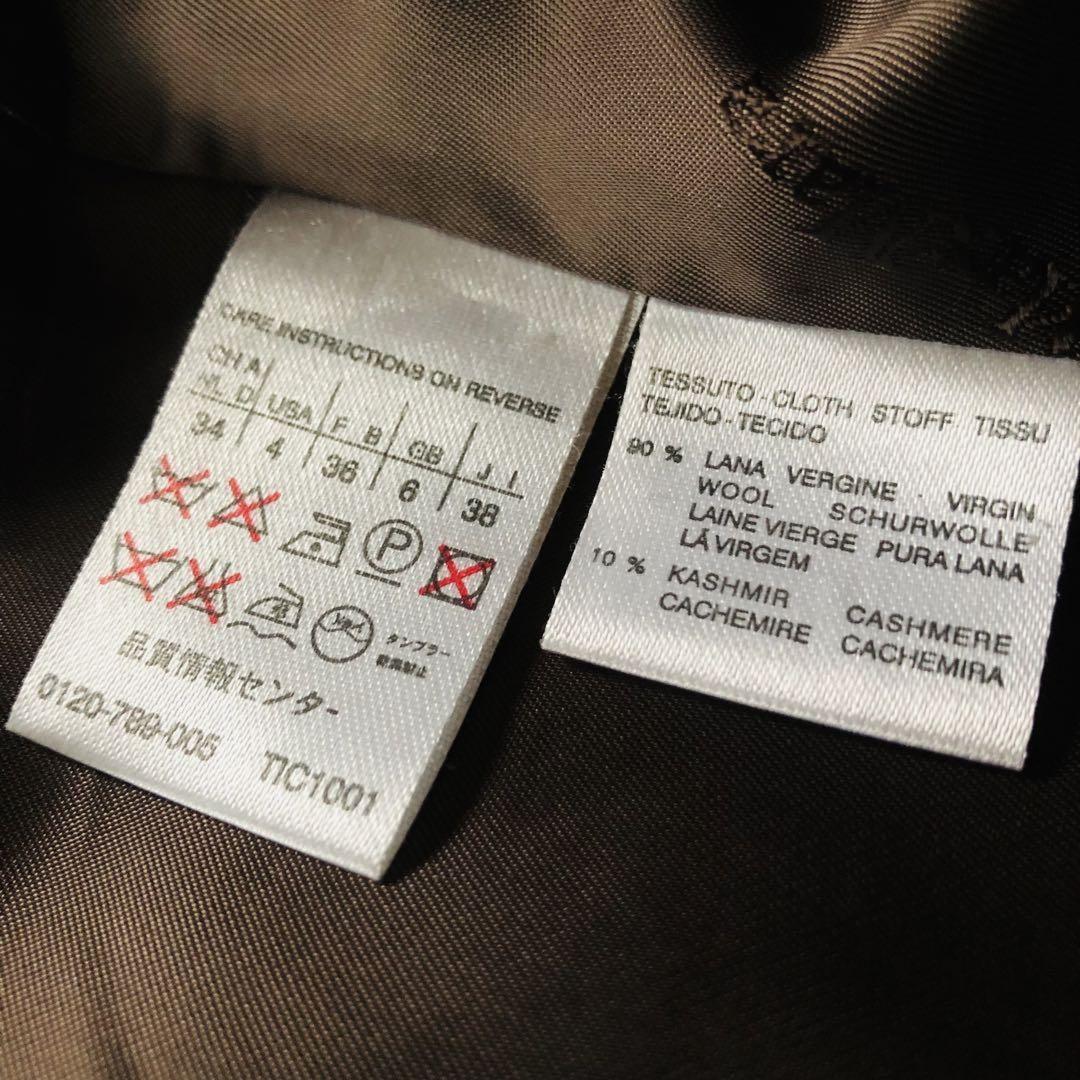 CARE INSTRUCTIONS ON REVERSE
CH A
NL D USA F B GB J I
34 4 36 6 38
P
タンブラー
乾燥禁止
品質情報センター
0120-789-005 TIC1001
TESSUTO-CLOTH STOFF TISSU
TEJIDO-TECIDO
90 % LANA VERGINE VIRGIN
WOOL SCHURWOLLE
LAINE VIERGE PURA LANA
LÃ VIRGEM
10 % KASHMIR CASHMERE
CACHEMIRE CACHEMIRA